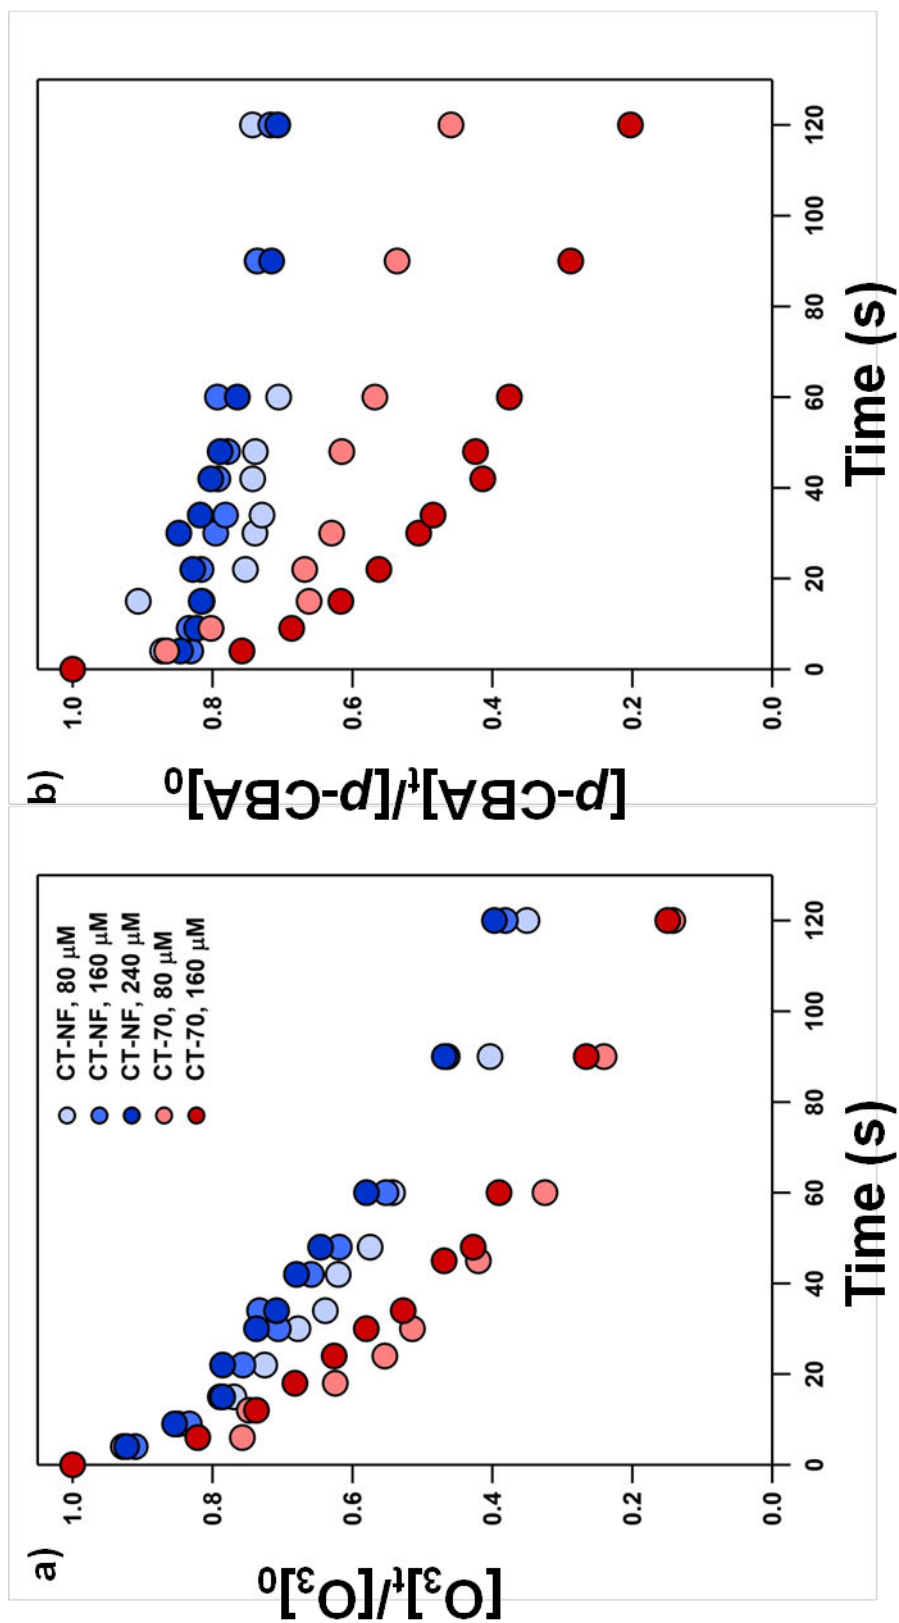 a)
[O3]t/[O3]0
1.0
0.8
0.6
0.4
0.2
0.0
0
20
40
60
80
100
120
Time (s)
CT-NF, 80 μM
CT-NF, 160 μM
CT-NF, 240 μM
CT-70, 80 μM
CT-70, 160 μM
b)
[p-CBA]t/[p-CBA]0
1.0
0.8
0.6
0.4
0.2
0.0
0
20
40
60
80
100
120
Time (s)